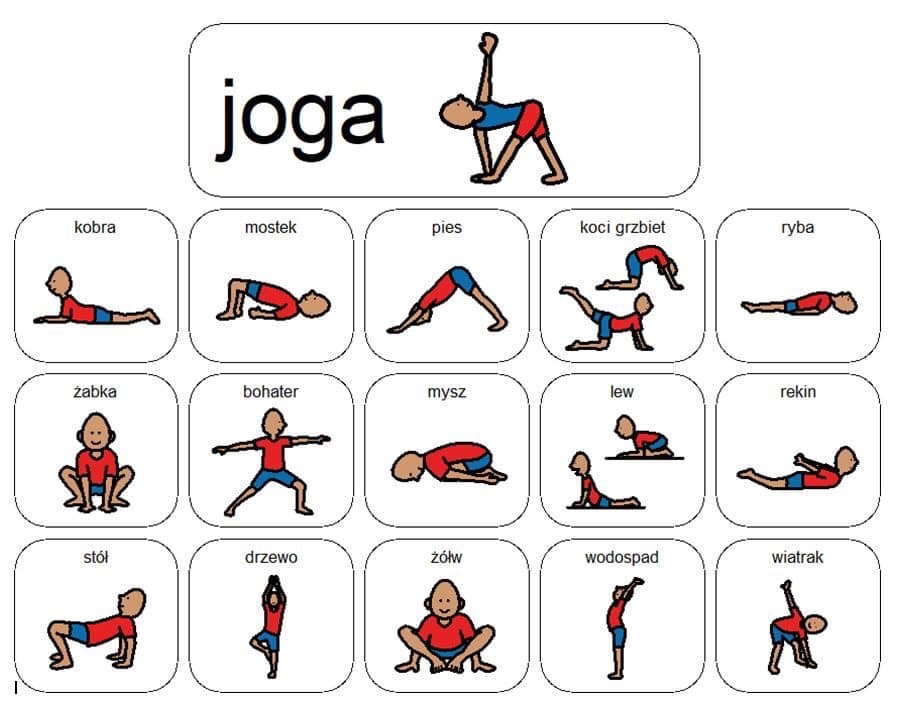 joga
kobra
mostek
pies
koci grzbiet
ryba
żabka
bohater
mysz
lew
rekin
stół
drzewo
żółw
wodospad
wiatrak